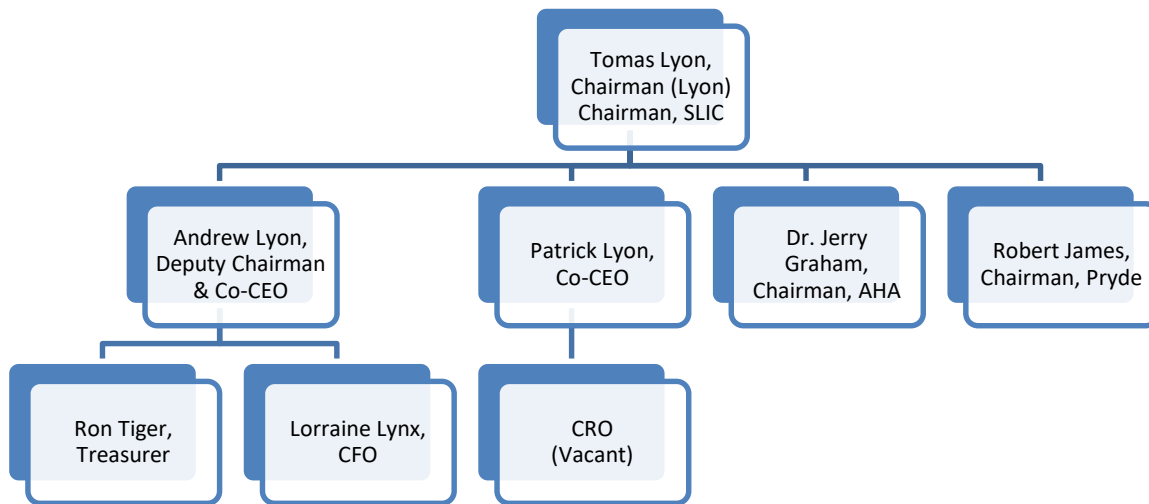 Tomas Lyon,
Chairman (Lyon)
Chairman, SLIC
Andrew Lyon,
Deputy Chairman
& Co-CEO
Patrick Lyon,
Co-CEO
Dr. Jerry
Graham,
Chairman, AHA
Robert James,
Chairman, Pryde
Ron Tiger,
Treasurer
Lorraine Lynx,
CFO
CRO
(Vacant)